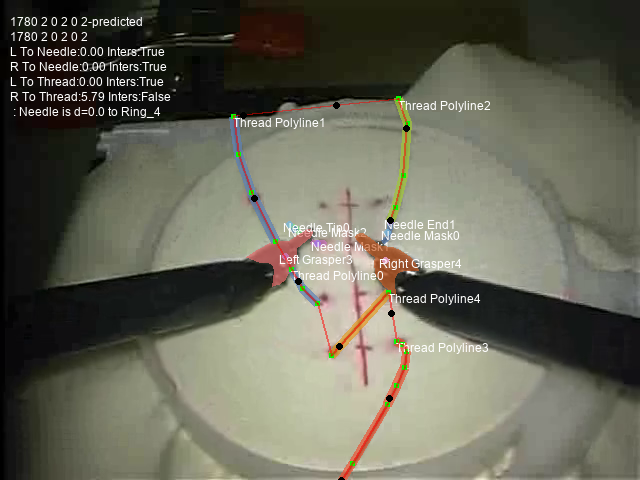 1780 2 0 2 0 2-predicted
1780 2 0 2 0 2
L To Needle:0.00 Inters:True
R To Needle:0.00 Inters:True
L To Thread:0.00 Inters:True
R To Thread:5.79 Inters:False
: Needle is d=0.0 to Ring_4
Thread Polyline2
Thread Polyline1
Needle Tip0
Needle End1
Needle Mask2
Needle Mask0
Needle Mask1
Left Grasper3
Right Grasper4
Thread Polyline0
Thread Polyline4
Thread Polyline3